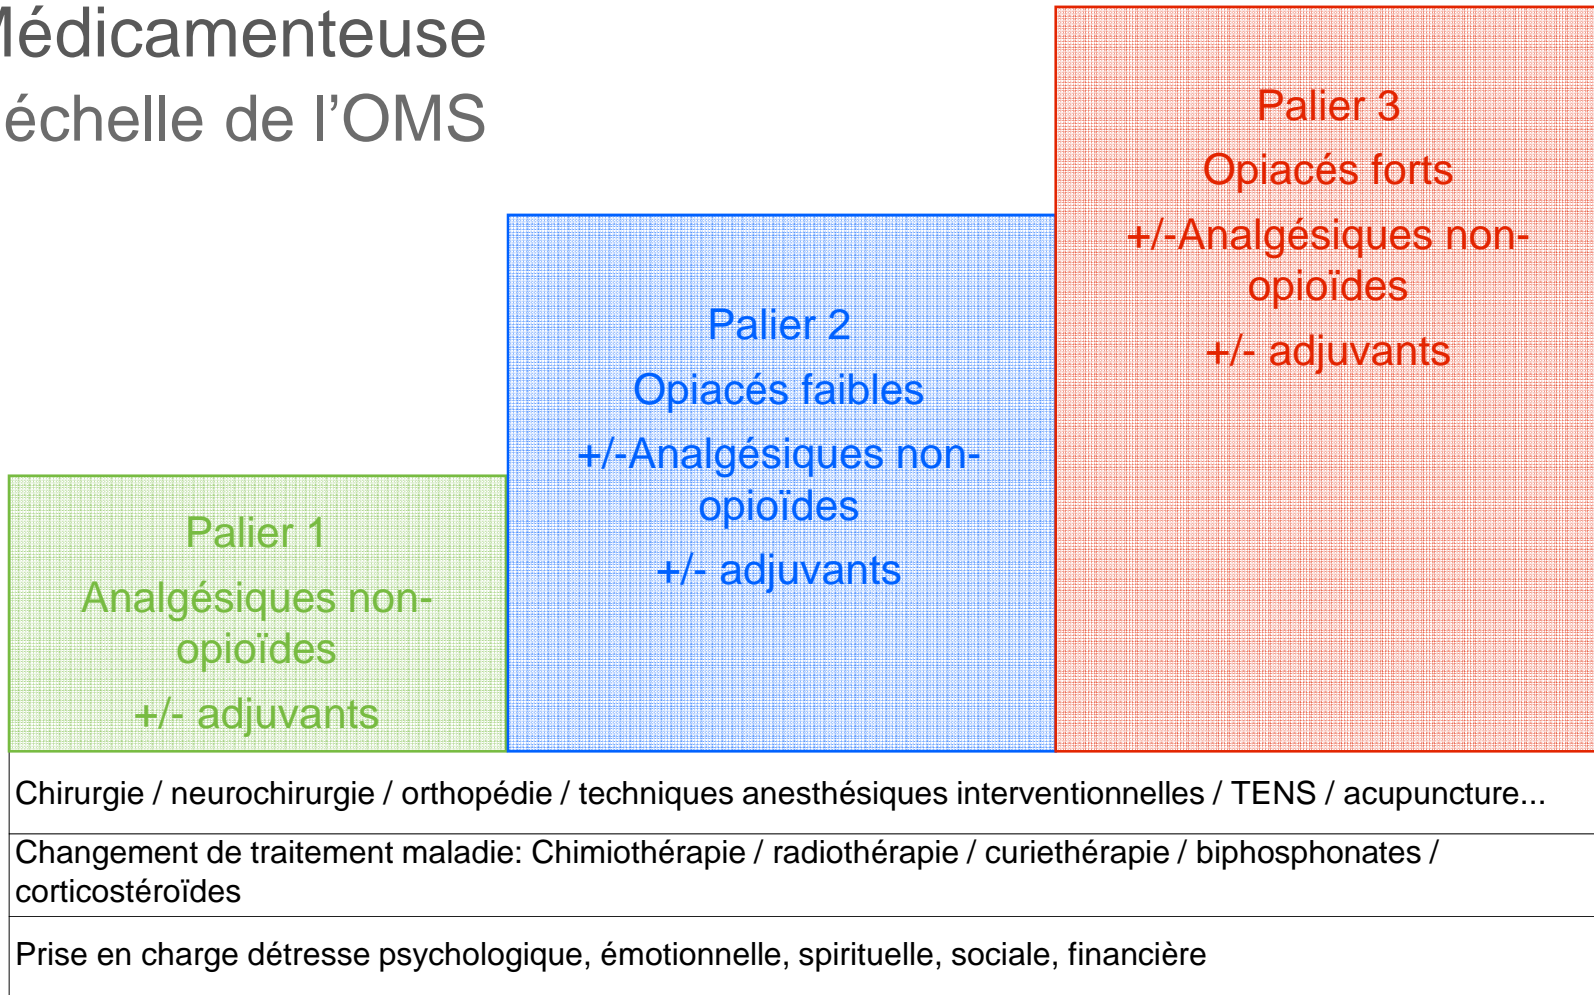 Médicamenteuse
échelle de l’OMS
Palier 1
Analgésiques non-
opioïdes
+/- adjuvants
Palier 2
Opiacés faibles
+/-Analgésiques non-
opioïdes
+/- adjuvants
Palier 3
Opiacés forts
+/-Analgésiques non-
opioïdes
+/- adjuvants
Chirurgie / neurochirurgie / orthopédie / techniques anesthésiques interventionnelles / TENS / acupuncture...
Changement de traitement maladie: Chimiothérapie / radiothérapie / curiethérapie / biphosphonates /
corticostéroïdes
Prise en charge détresse psychologique, émotionnelle, spirituelle, sociale, financière